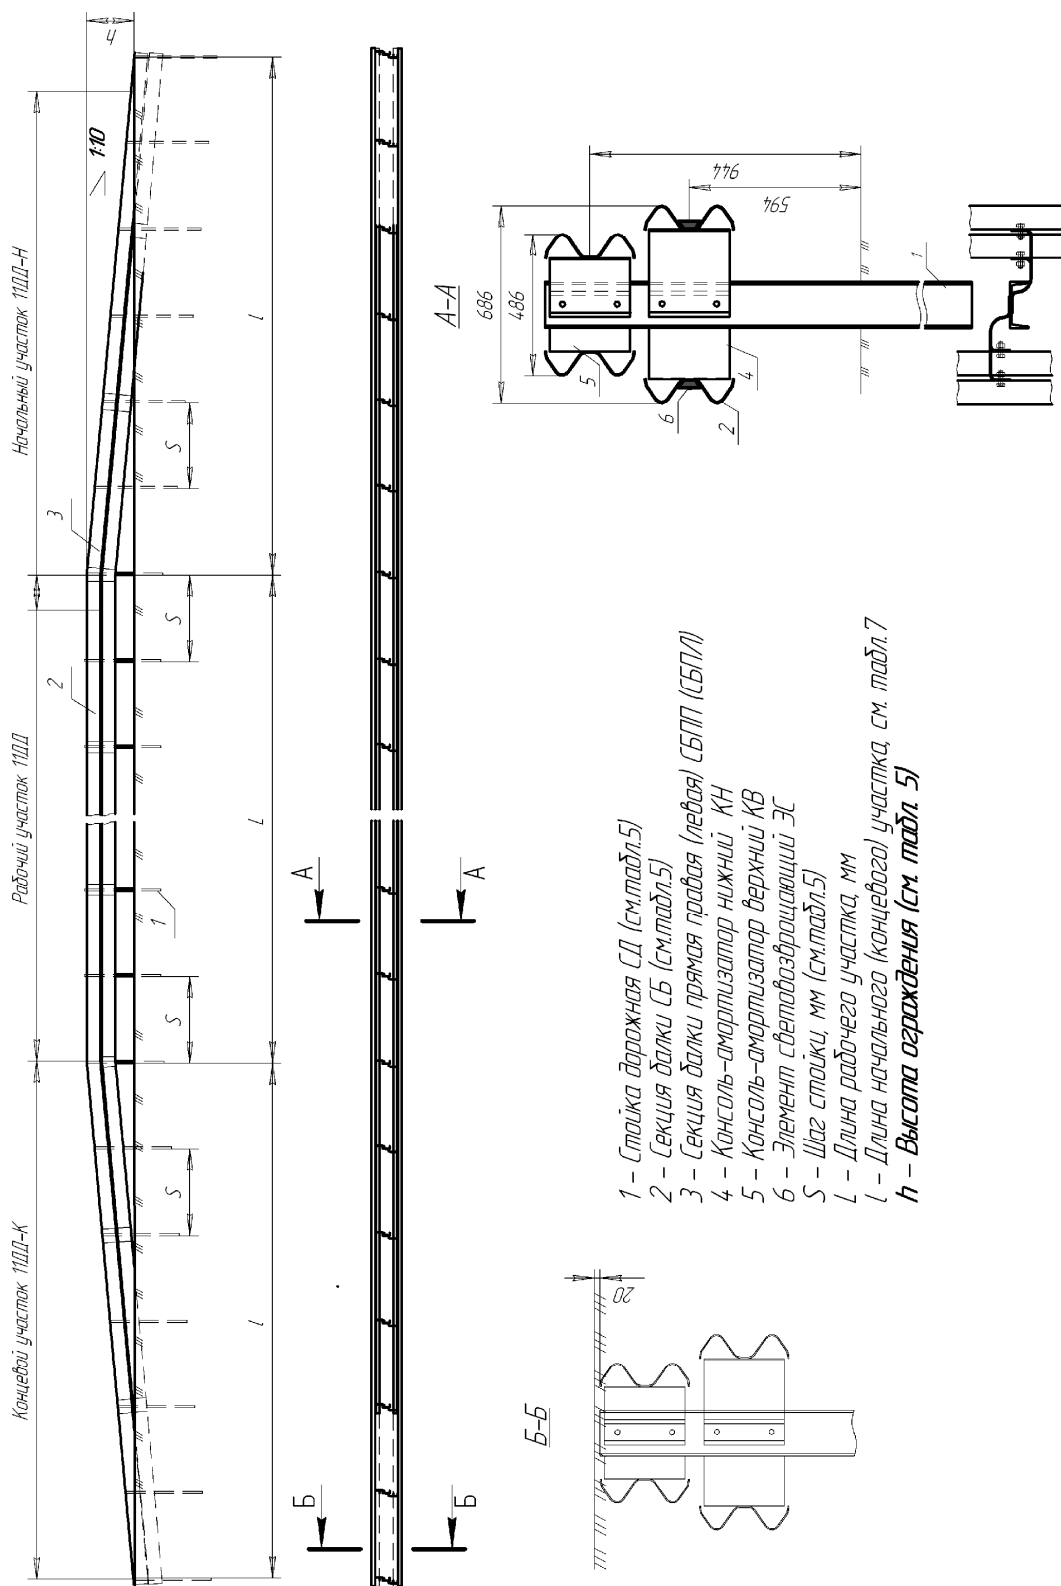 Концевой участок 11ДД-К
Рабочий участок 11ДД
Начальный участок 11ДД-Н
h
1:10
3
2
1
S
S
S
S
l
L
l
Б
Б
А
А
А-А
686
486
944
594
5
4
6
2
1
Б-Б
20
1 - Стойка дорожная СД (см.табл.5)
2 - Секция балки СБ (см.табл.5)
3 - Секция балки прямая правая (левая) СБПП (СБПЛ)
4 - Консоль-амортизатор нижний КН
5 - Консоль-амортизатор верхний КВ
6 - Элемент световозвращающий ЭС
S - Шаг стойки, мм (см.табл.5)
L - Длина рабочего участка, мм
l - Длина начального (концевого) участка, см. табл.7
h - Высота ограждения (см. табл. 5)